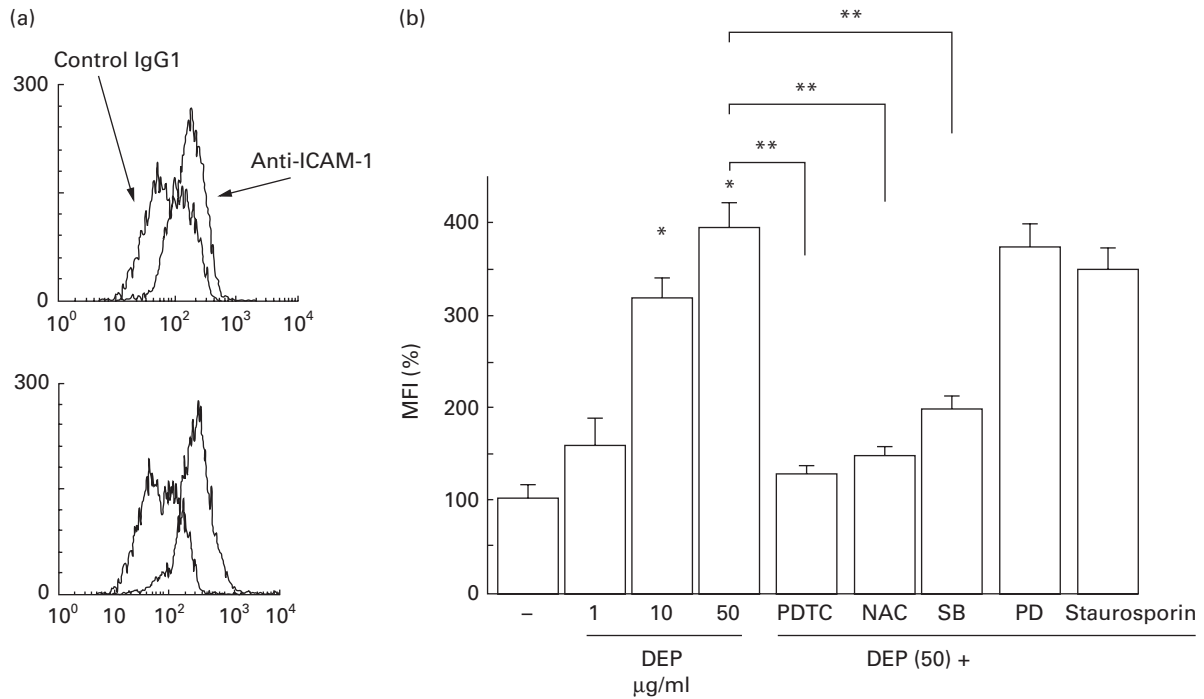 (a)
Control IgG1
300
Anti-ICAM-1
0
10⁰ 10 10² 10³ 10⁴
300
0
10⁰ 10 10² 10³ 10⁴
(b)
**
**
**
*
*
400
300
200
100
0
MFI (%)
– 1 10 50 PDTC NAC SB PD Staurosporin
DEP
µg/ml
DEP (50) +